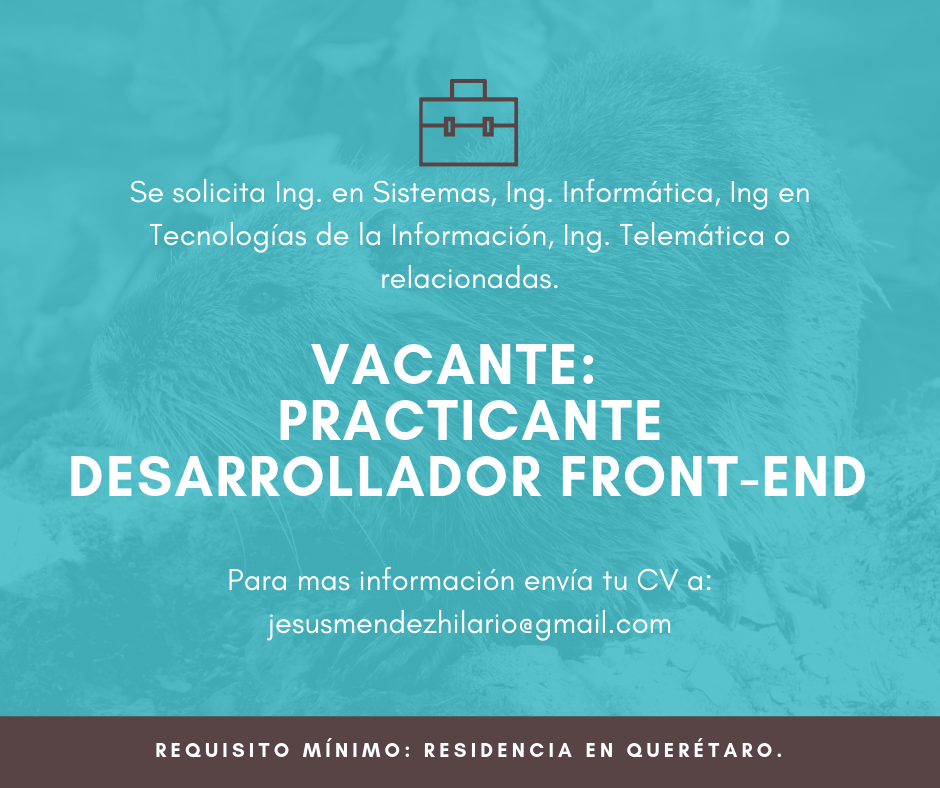 Se solicita Ing. en Sistemas, Ing. Informática, Ing en
Tecnologías de la Información, Ing. Telemática o
relacionadas.
VACANTE:
PRACTICANTE
DESARROLLADOR FRONT-END
Para mas información envía tu CV a:
jesusmendezhilario@gmail.com
REQUISITO MÍNIMO: RESIDENCIA EN QUERÉTARO.